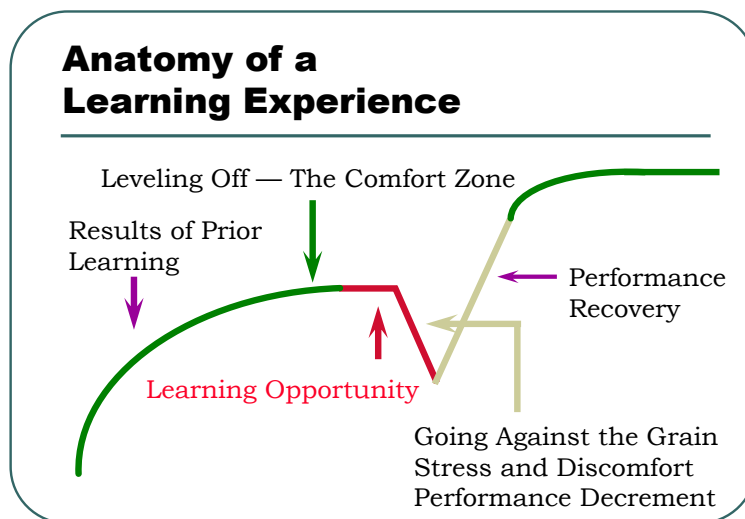 Anatomy of a
Learning Experience
Leveling Off — The Comfort Zone
Results of Prior
Learning
Performance
Recovery
Learning Opportunity
Going Against the Grain
Stress and Discomfort
Performance Decrement